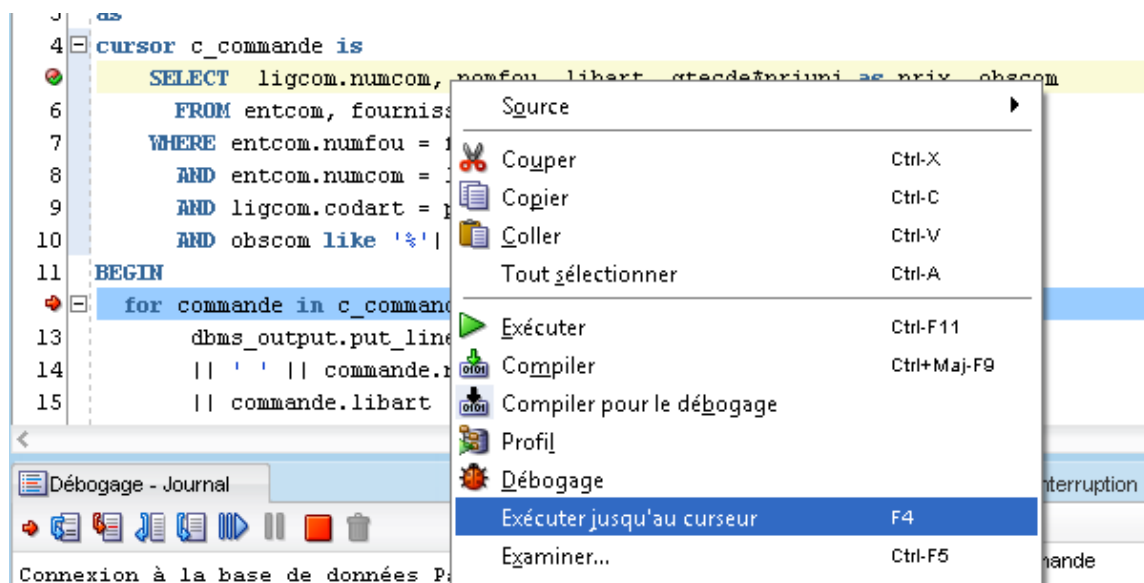 as
4 cursor c_commande is
SELECT ligcom.numcom, nomfou, libart, qtecde*priuni as prix, obscom
6 FROM entcom, fourniss
7 WHERE entcom.numfou =
8 AND entcom.numcom =
9 AND ligcom.codart =
10 AND obscom like '%'|
11 BEGIN
for commande in c_command
13 dbms_output.put_line
14 || ' ' || commande.
15 || commande.libart
Source
Couper Ctrl-X
Copier Ctrl-C
Coller Ctrl-V
Tout sélectionner Ctrl-A
Exécuter Ctrl-F11
Compiler Ctrl+Maj-F9
Compiler pour le débogage
Profil
Débogage
Exécuter jusqu'au curseur F4
Examiner... Ctrl-F5
Débogage - Journal
nterruption
Connexion à la base de données
mande